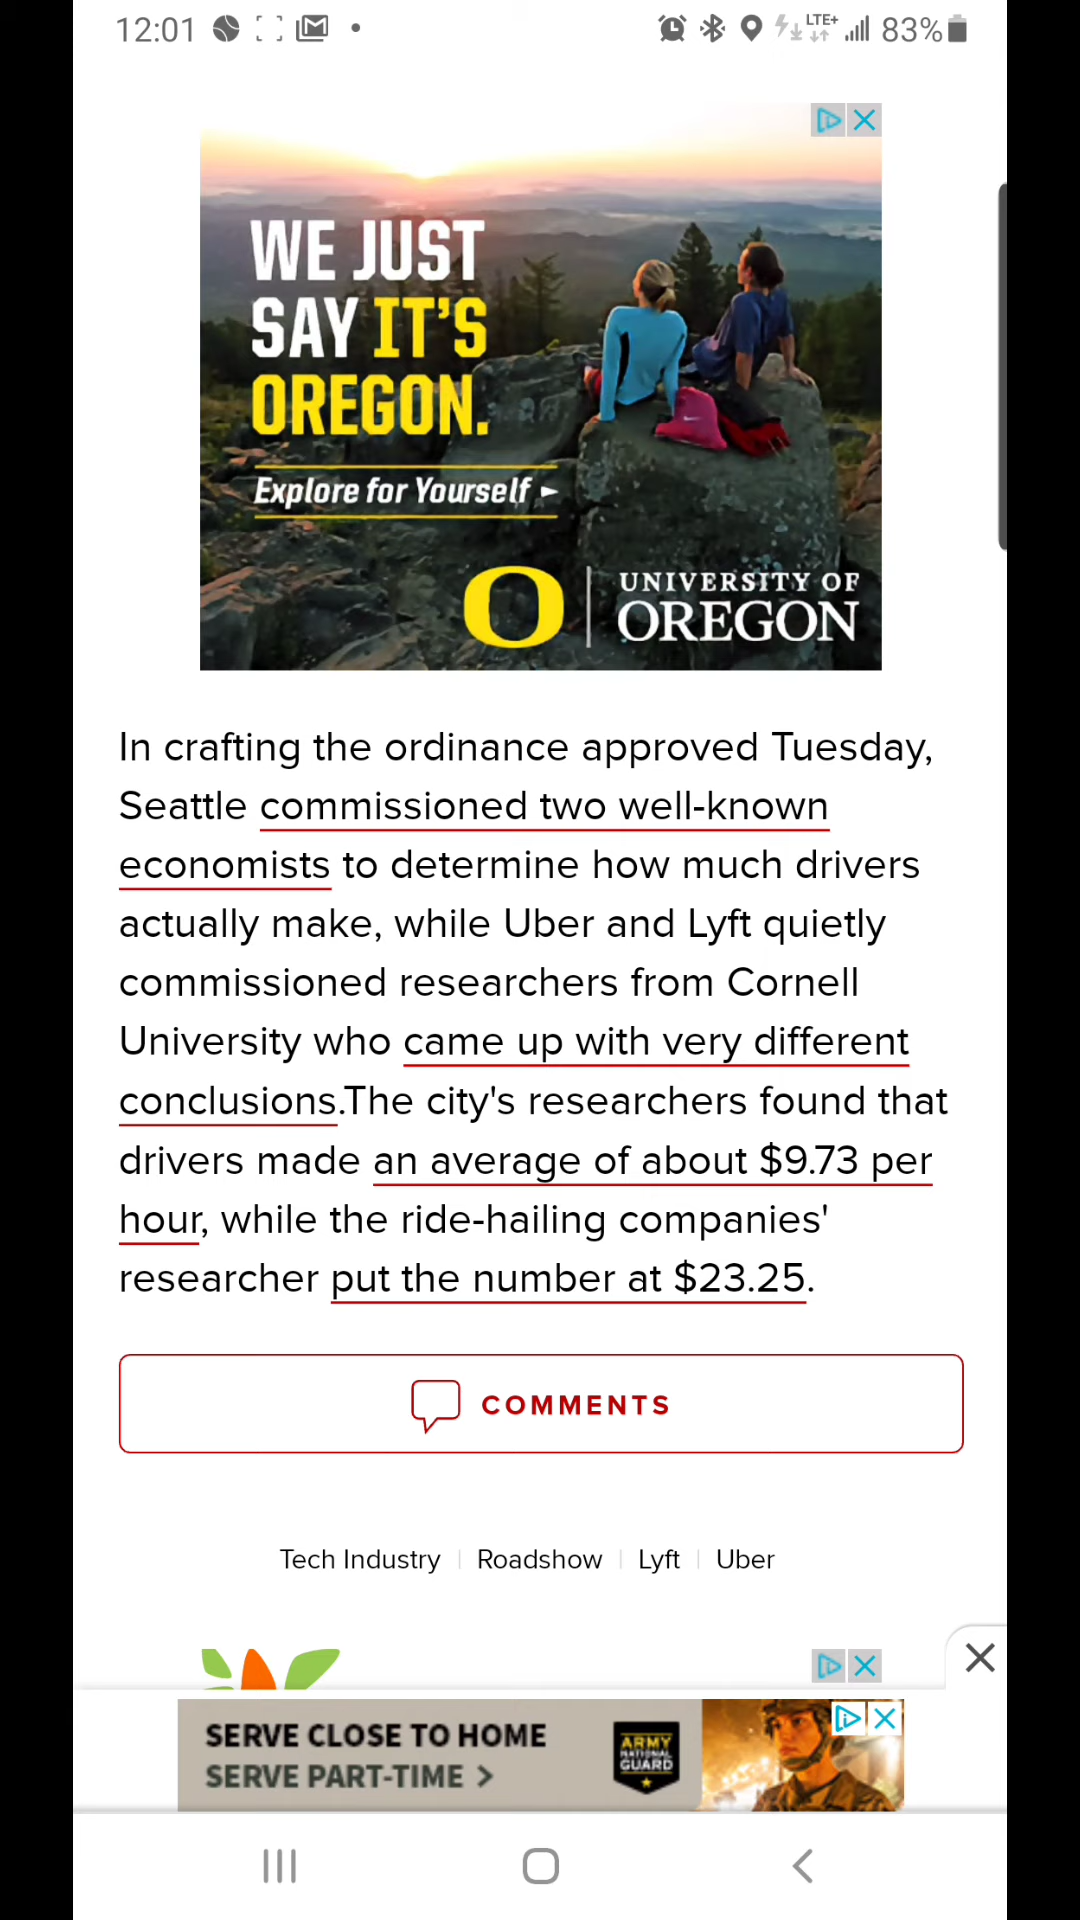 12:01
LTE+
83%
WE JUST
SAY IT'S
OREGON.
Explore for Yourself
O
UNIVERSITY OF
OREGON
In crafting the ordinance approved Tuesday,
Seattle commissioned two well-known
economists to determine how much drivers
actually make, while Uber and Lyft quietly
commissioned researchers from Cornell
University who came up with very different
conclusions.The city's researchers found that
drivers made an average of about $9.73 per
hour, while the ride-hailing companies'
researcher put the number at $23.25.
COMMENTS
Tech Industry | Roadshow | Lyft | Uber
SERVE CLOSE TO HOME
SERVE PART-TIME >
ARMY
NATIONAL
GUARD